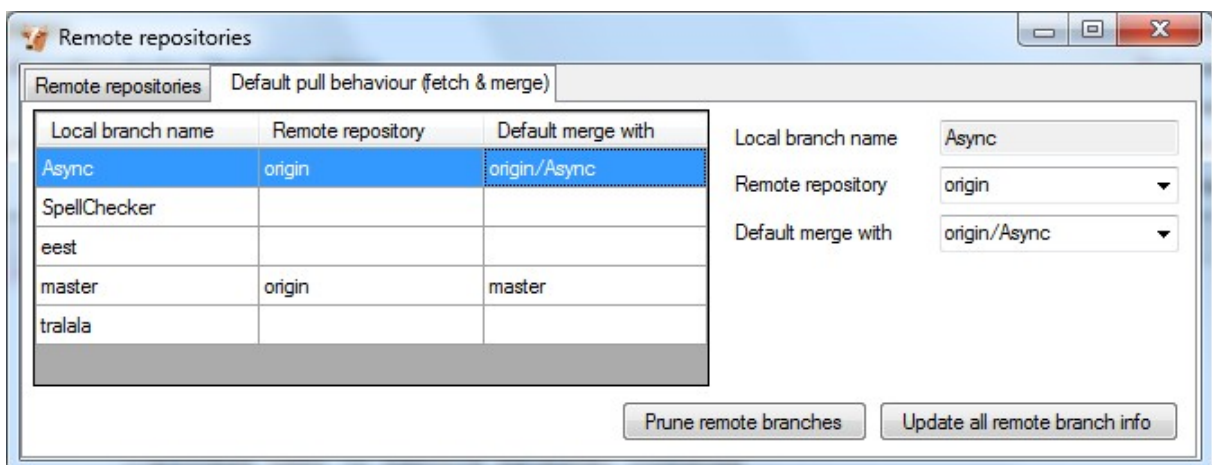 Remote repositories
Remote repositories Default pull behaviour (fetch & merge)
Local branch name Remote repository Default merge with
Async origin origin/Async
SpellChecker
eest
master origin master
tralala
Local branch name Async
Remote repository origin
Default merge with origin/Async
Prune remote branches Update all remote branch info